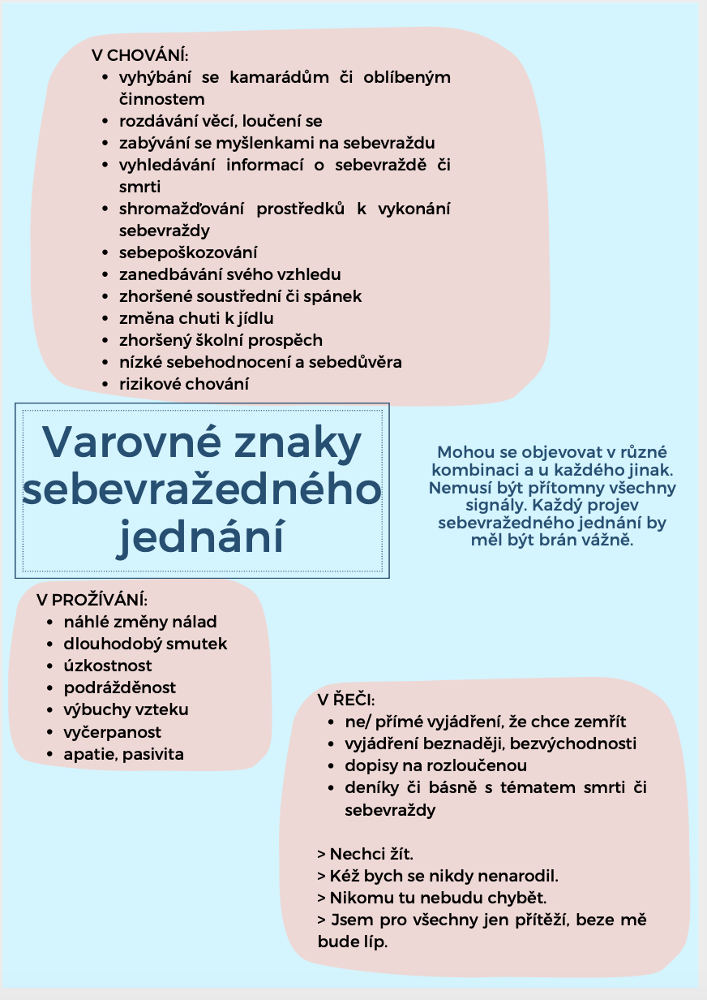 V CHOVÁNÍ:
• vyhýbání se kamarádům či oblíbeným
činnostem
• rozdávání věcí, loučení se
• zabývání se myšlenkami na sebevraždu
• vyhledávání informací o sebevraždě či
smrti
• shromažďování prostředků k vykonání
sebevraždy
• sebepoškozování
• zanedbávání svého vzhledu
• zhoršené soustřední či spánek
• změna chuti k jídlu
• zhoršený školní prospěch
• nízké sebehodnocení a sebedůvěra
• rizikové chování
Varovné znaky
sebevražedného
jednání
Mohou se objevovat v různé
kombinaci a u každého jinak.
Nemusí být přítomny všechny
signály. Každý projev
sebevražedného jednání by
měl být brán vážně.
V PROŽÍVÁNÍ:
• náhlé změny nálad
• dlouhodobý smutek
• úzkostnost
• podrážděnost
• výbuchy vzteku
• vyčerpanost
• apatie, pasivita
V ŘEČI:
• ne/ přímé vyjádření, že chce zemřít
• vyjádření beznaději, bezvýchodnosti
• dopisy na rozloučenou
• deníky či básně s tématem smrti či
sebevraždy
> Nechci žít.
> Kéž bych se nikdy nenarodil.
> Nikomu tu nebudu chybět.
> Jsem pro všechny jen přítěží, beze mě
bude líp.